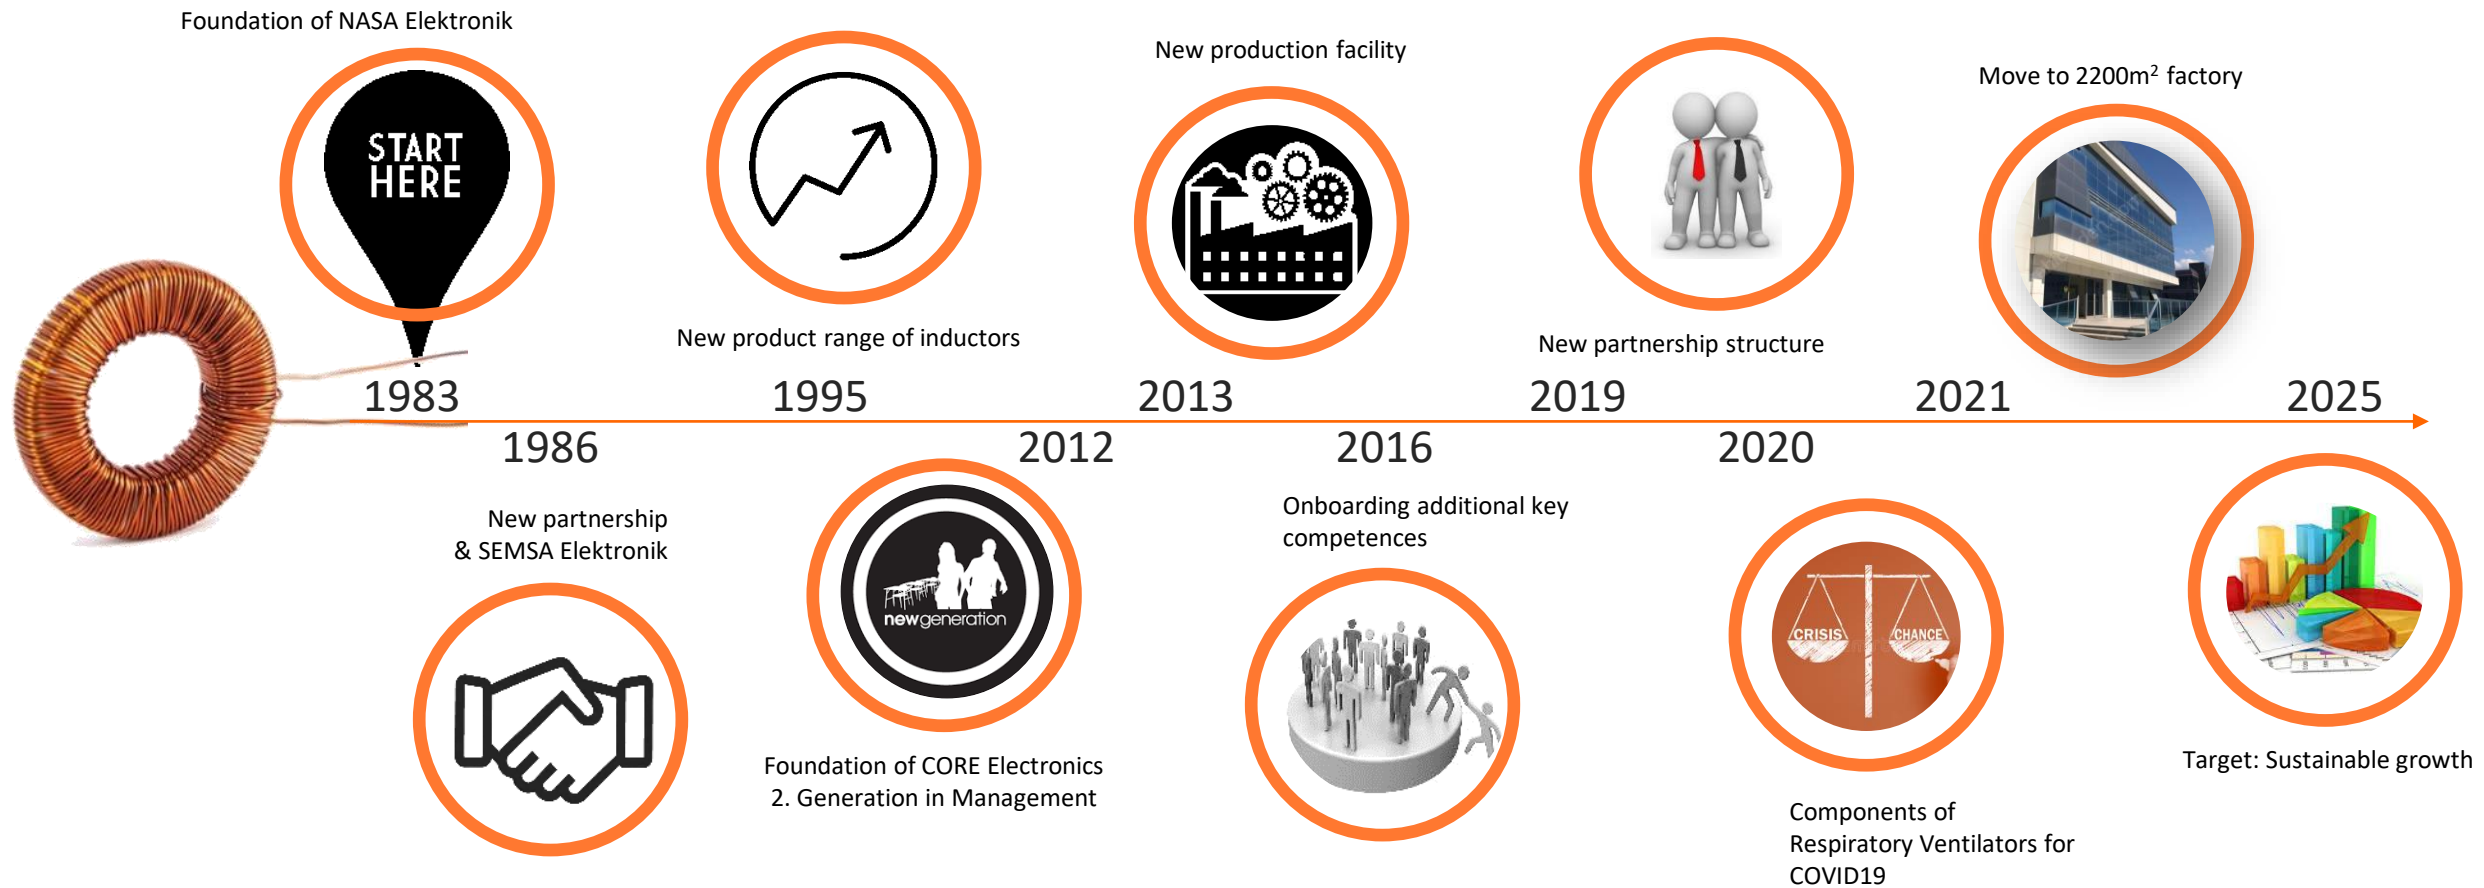 Foundation of NASA Elektronik
START
HERE
1983
1986
New partnership
& SEMSA Elektronik
New product range of inductors
1995
2012
newgeneration
Foundation of CORE Electronics
2. Generation in Management
New production facility
2013
2016
Onboarding additional key
competences
New partnership structure
2019
2020
CRISIS
CHANCE
Components of
Respiratory Ventilators for
COVID19
Move to 2200m² factory
2021
2025
Target: Sustainable growth